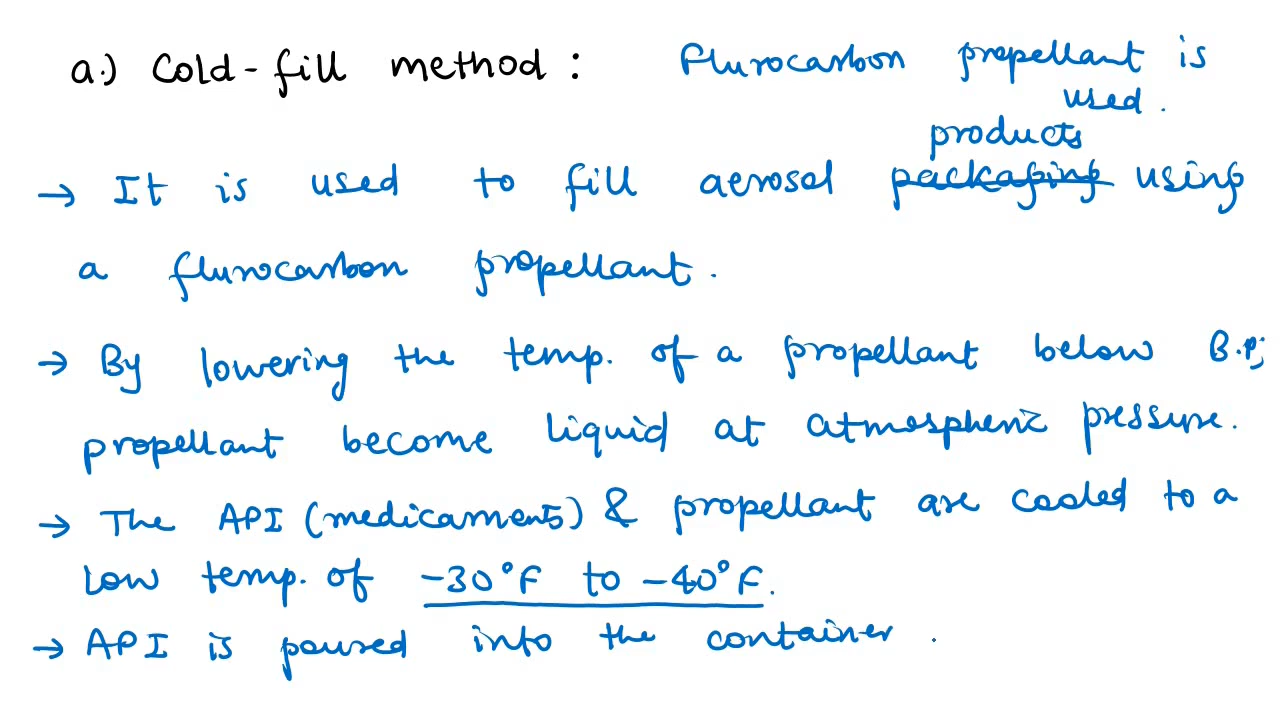 a.) Cold-fill method : Flurocarbon propellant is
used.
products
→ It is used to fill aerosol packaging using
a flurocarbon propellant.
→ By lowering the temp. of a propellant below B.P;
propellant become liquid at atmospheric pressure.
→ The API (medicaments) & propellant are cooled to a
low temp. of -30°F to -40°F.
→ API is poured into the container.